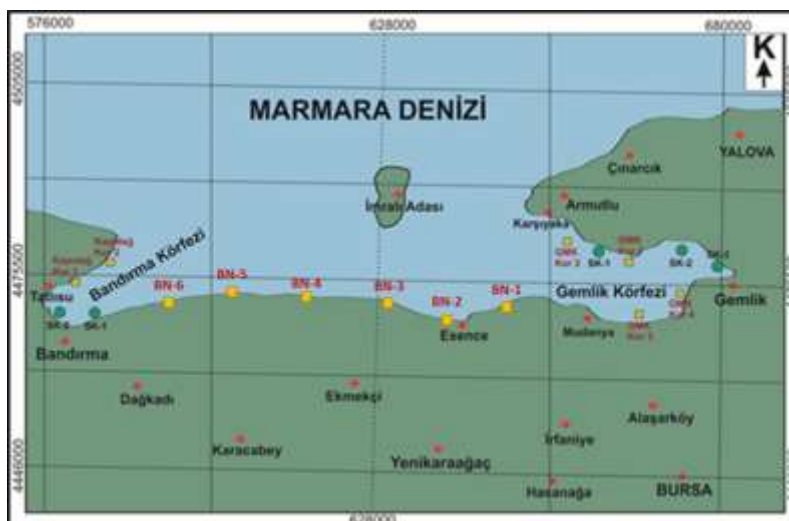 576000
628000
680000
K
4505000
MARMARA DENİZİ
YALOVA
Çınarcık
İmralı Adası
Armutlu
Karşıyaka
Bandırma Körfezi
SK-1
SK-2
4475500
Tatlısu
BN-6
BN-5
BN-4
BN-3
BN-2
BN-1
Gemlik Körfezi
Gemlik
SK-1
Esence
Mudanya
Bandırma
Dağkadı
Ekmekçi
Alaşarköy
Karacabey
İrfaniye
Yenikaraağaç
4446000
Hasanağa
BURSA
628000